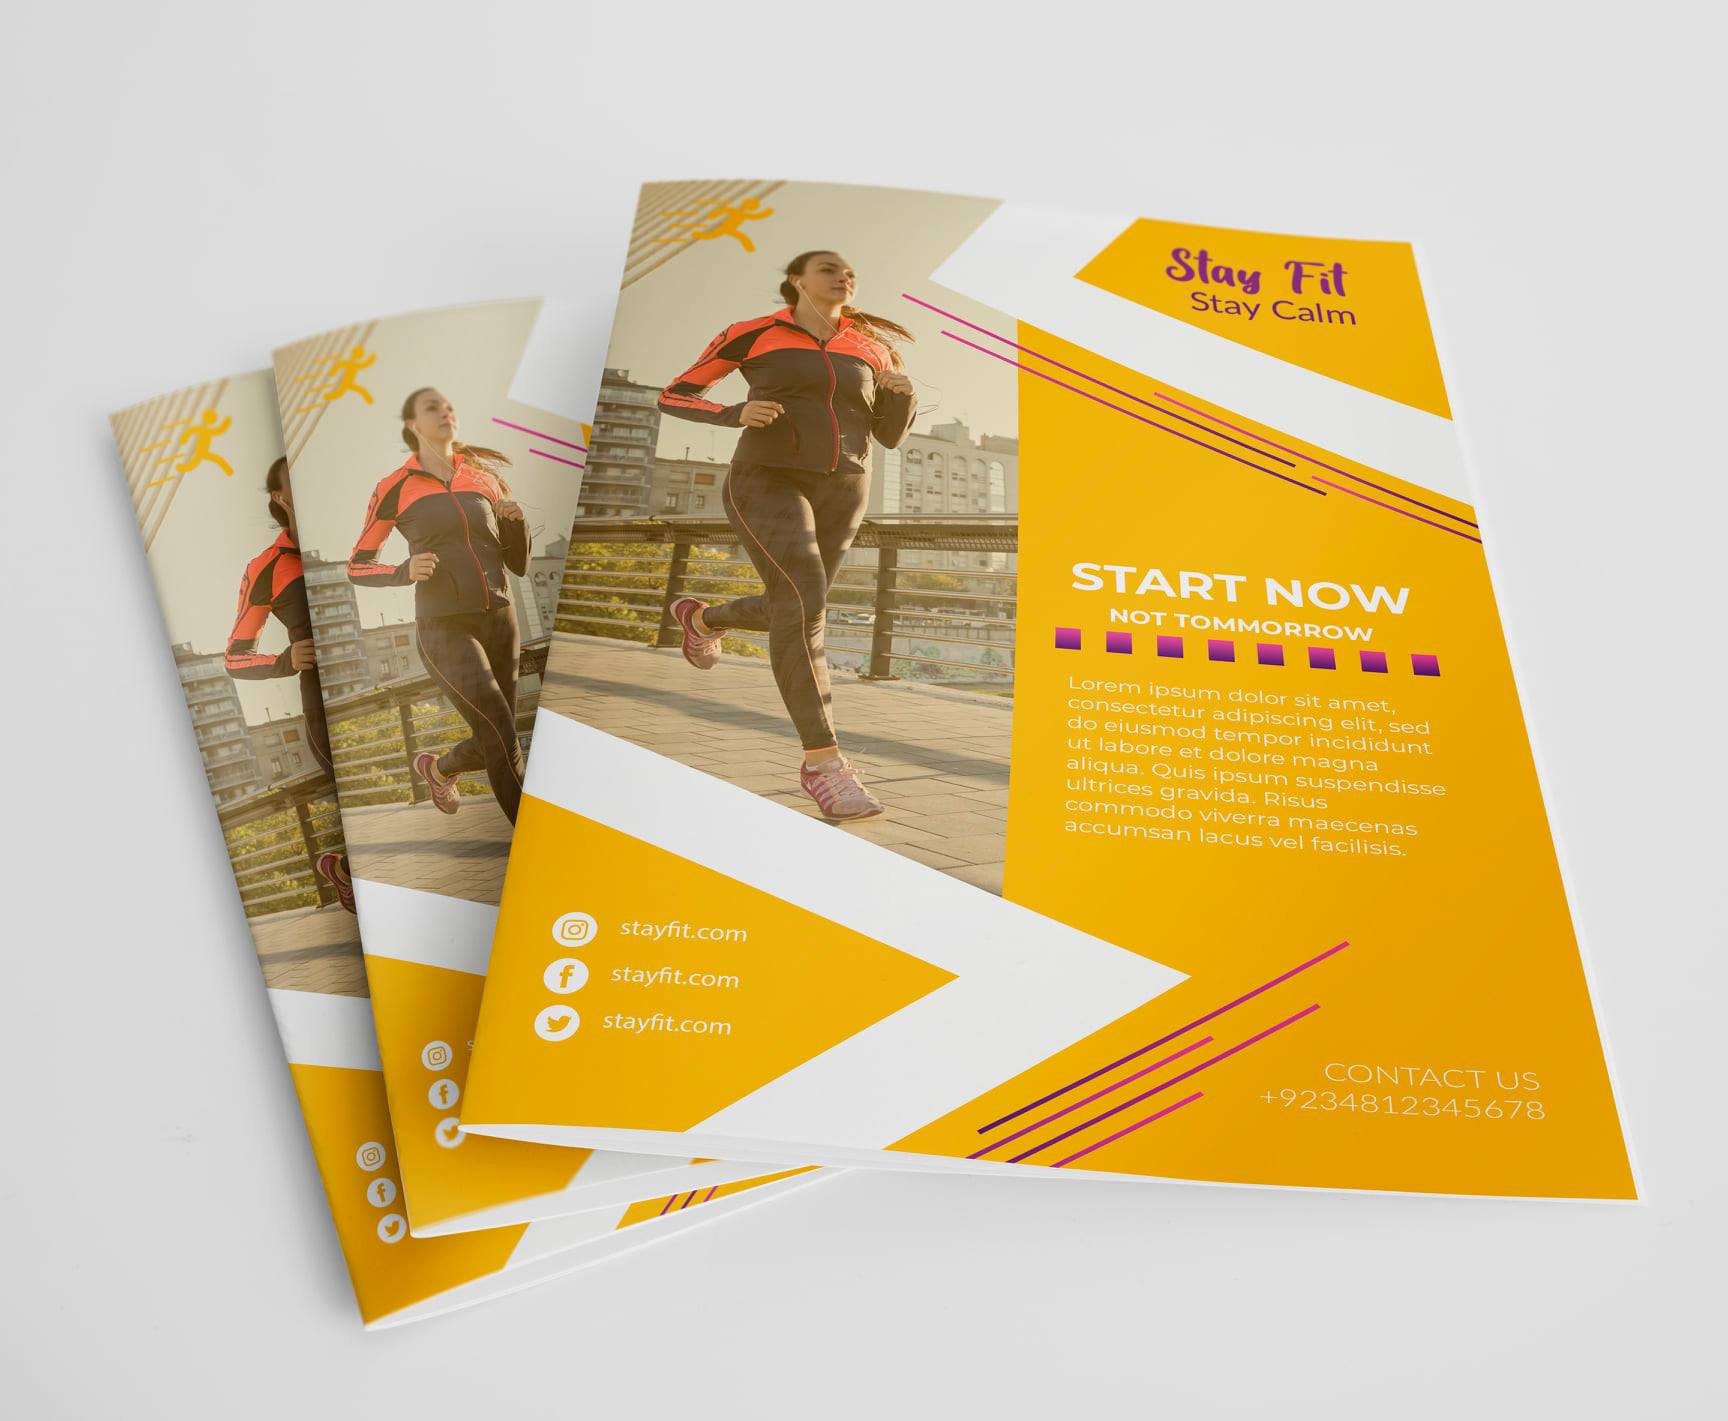 Stay Fit
Stay Calm
START NOW
NOT TOMMORROW
Lorem ipsum dolor sit amet,
consectetur adipiscing elit, sed
do eiusmod tempor incididunt
ut labore et dolore magna
aliqua. Quis ipsum suspendisse
ultrices gravida. Risus
commodo viverra maecenas
accumsan lacus vel facilisis.
stayfit.com
stayfit.com
stayfit.com
CONTACT US
+9234812345678